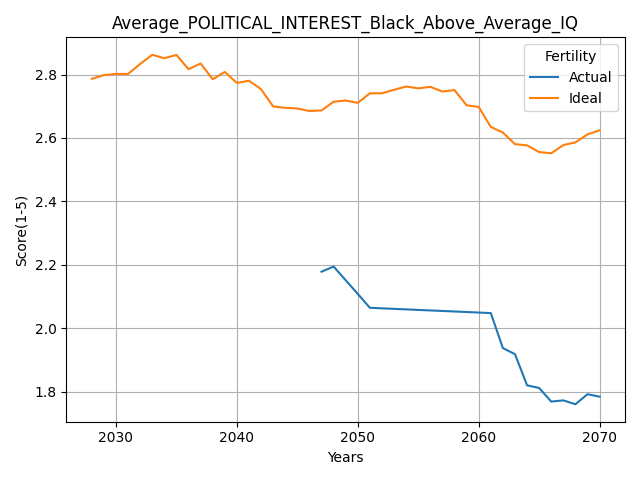 Average_POLITICAL_INTEREST_Black_Above_Average_IQ
Fertility
Actual
Ideal
Score(1-5)
2.8
2.6
2.4
2.2
2.0
1.8
2030 2040 2050 2060 2070
Years